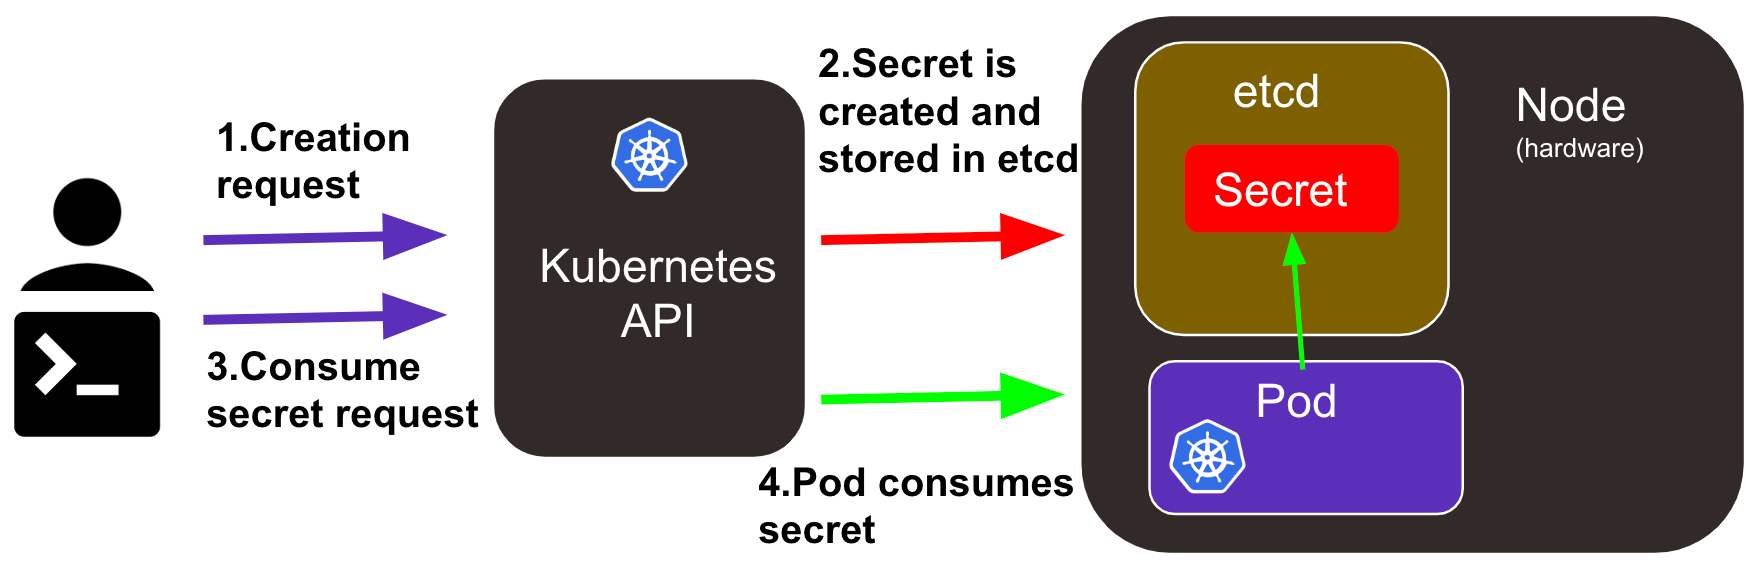 1.Creation
request
3.Consume
secret request
Kubernetes
API
2.Secret is
created and
stored in etcd
4.Pod consumes
secret
etcd
Secret
Pod
Node
(hardware)